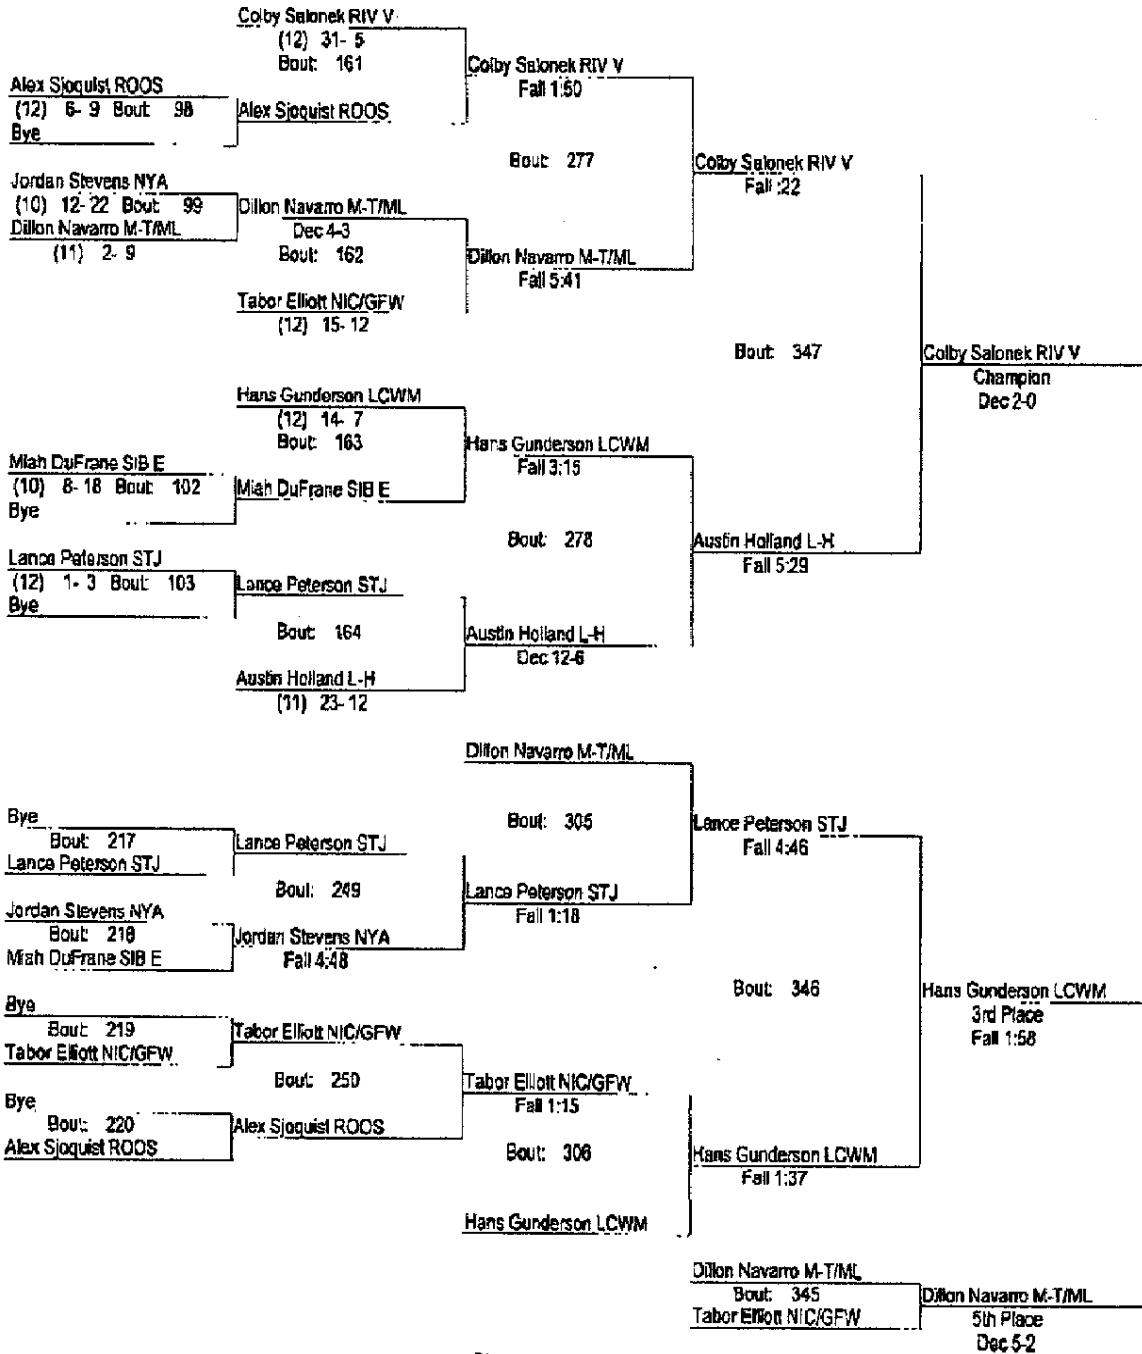 Colby Salonek RIV V
(12) 31- 5
Bout: 161
Colby Salonek RIV V
Fall 1:50
Alex Sjoquist ROOS
(12) 6- 9 Bout: 98
Alex Sjoquist ROOS
Bye
Bout: 277
Colby Salonek RIV V
Fall :22
Jordan Stevens NYA
(10) 12- 22 Bout: 99
Dillon Navarro M-T/ML
Dillon Navarro M-T/ML
Dec 4-3
(11) 2- 9
Bout: 162
Dillon Navarro M-T/ML
Fall 5:41
Tabor Elliott NIC/GFW
(12) 15- 12
Bout: 347
Colby Salonek RIV V
Champion
Dec 2-0
Hans Gunderson LCWM
(12) 14- 7
Bout: 163
Hans Gunderson LCWM
Fall 3:15
Miah DuFrane SIB E
(10) 8- 18 Bout: 102
Miah DuFrane SIB E
Bye
Bout: 278
Austin Holland L-H
Fall 5:29
Lance Peterson STJ
(12) 1- 3 Bout: 103
Lance Peterson STJ
Bye
Bout: 164
Austin Holland L-H
Dec 12-6
Austin Holland L-H
(11) 23- 12
Dillon Navarro M-T/ML
Bye
Bout: 217
Lance Peterson STJ
Lance Peterson STJ
Bout: 305
Lance Peterson STJ
Fall 4:46
Bout: 249
Lance Peterson STJ
Fall 1:18
Jordan Stevens NYA
Bout: 218
Jordan Stevens NYA
Fall 4:48
Miah DuFrane SIB E
Bout: 346
Hans Gunderson LCWM
3rd Place
Fall 1:58
Bye
Bout: 219
Tabor Elliott NIC/GFW
Tabor Elliott NIC/GFW
Bout: 250
Tabor Elliott NIC/GFW
Fall 1:15
Bye
Bout: 220
Alex Sjoquist ROOS
Alex Sjoquist ROOS
Bout: 306
Hans Gunderson LCWM
Fall 1:37
Hans Gunderson LCWM
Dillon Navarro M-T/ML
Bout: 345
Dillon Navarro M-T/ML
Tabor Elliott NIC/GFW
5th Place
Dec 5-2